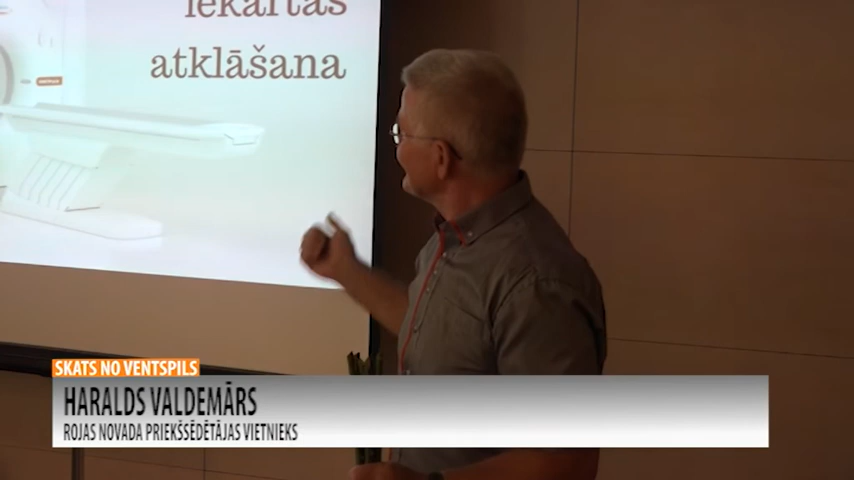 iekārtas
atklāšana
SKATS NO VENTSPILS
HARALDS VALDEMĀRS
ROJAS NOVADA PRIEKŠSĒDĒTĀJAS VIETNIEKS